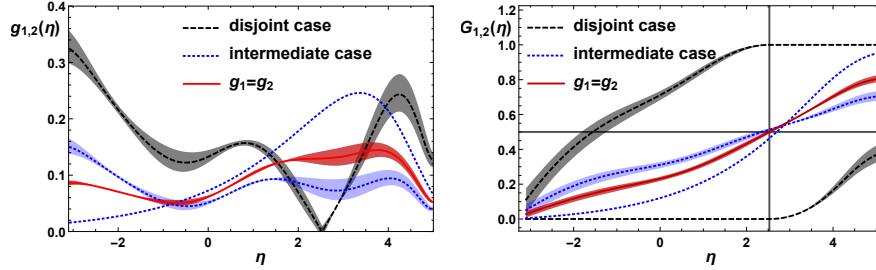 g1,2(η)
0.4
0.3
0.2
0.1
0.0
-2
0
2
4
η
disjoint case
intermediate case
g1=g2
G1,2(η)
1.0
0.8
0.6
0.4
0.2
0.0
-2
0
2
4
η
disjoint case
intermediate case
g1=g2